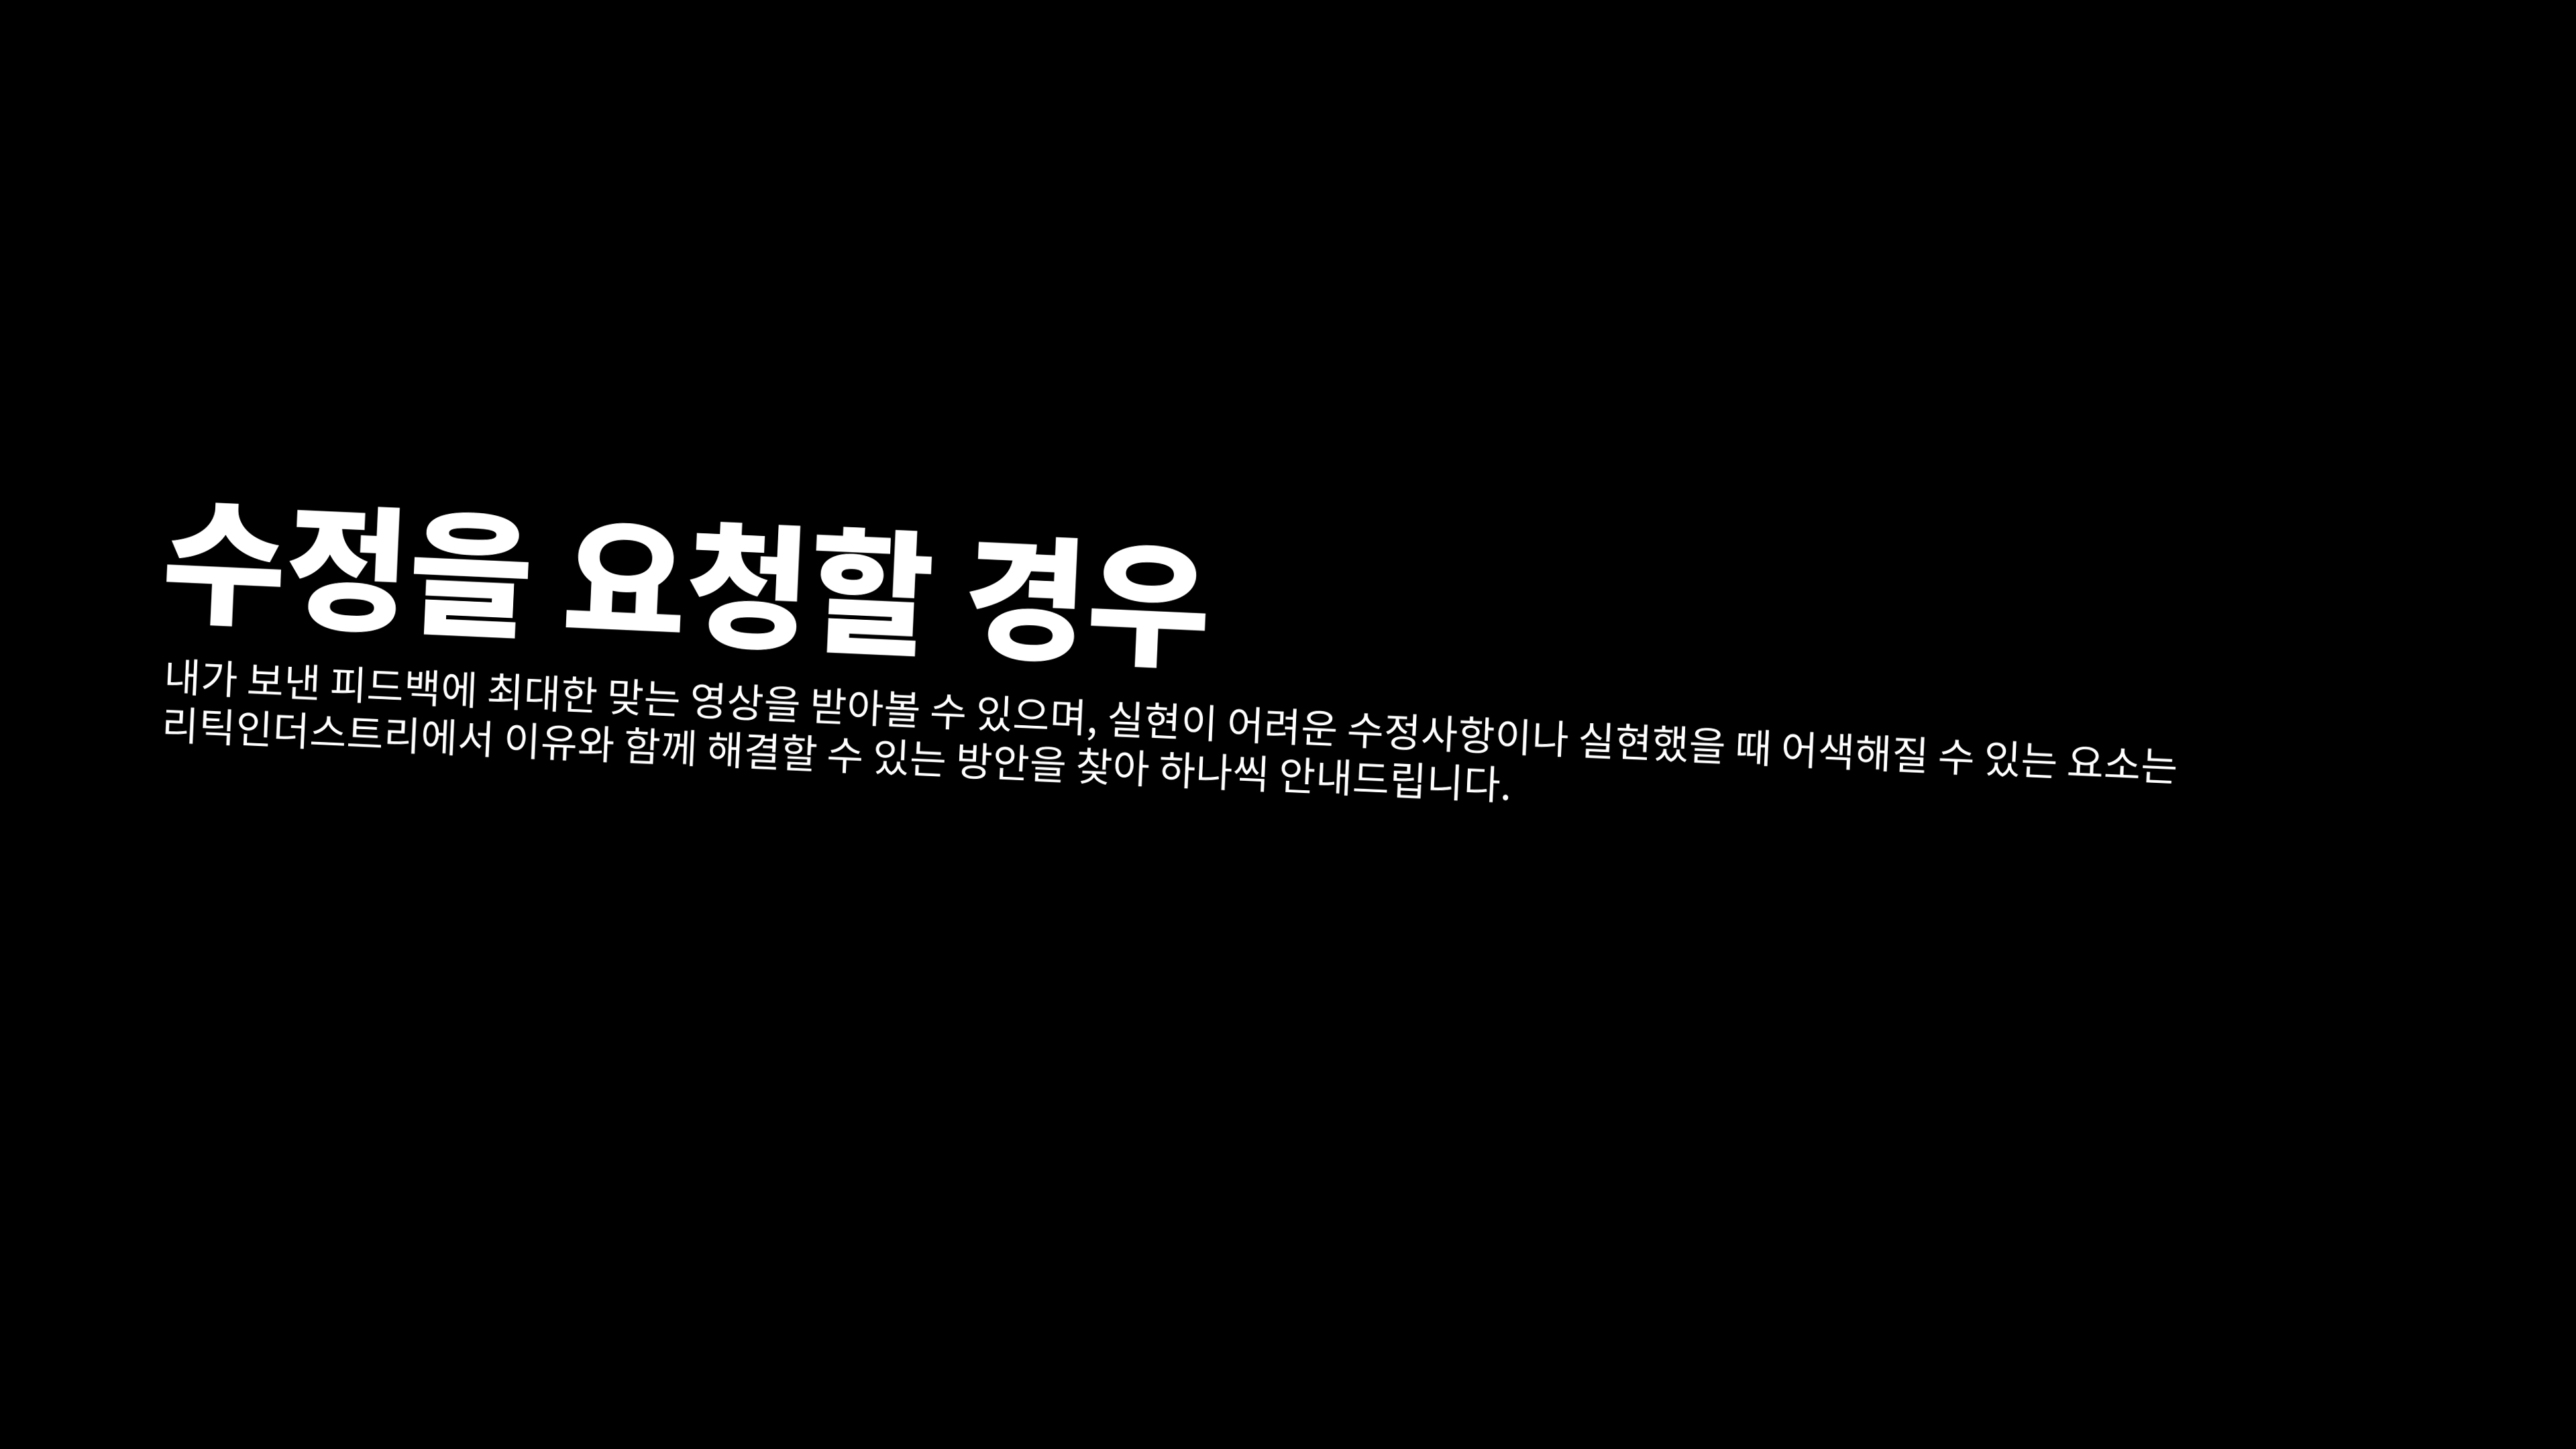 수정을 요청할 경우
내가 보낸 피드백에 최대한 맞는 영상을 받아볼 수 있으며, 실현이 어려운 수정사항이나 실현했을 때 어색해질 수 있는 요소는
리틱인더스트리에서 이유와 함께 해결할 수 있는 방안을 찾아 하나씩 안내드립니다.